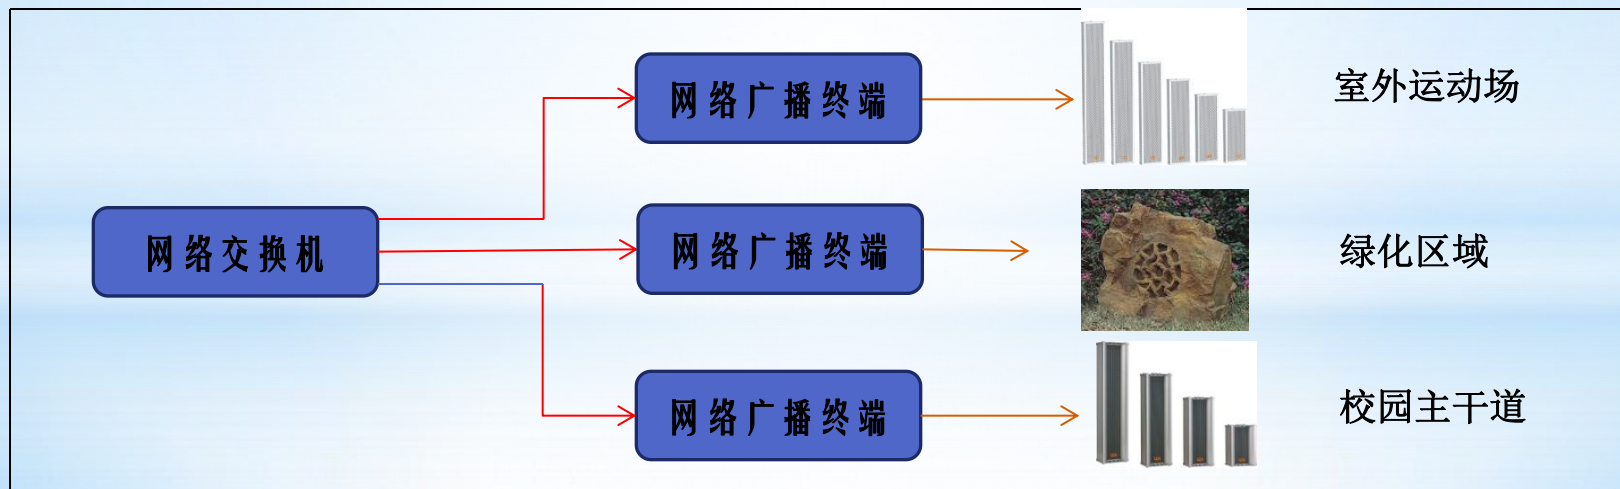 网络广播终端
室外运动场
网络交换机
网络广播终端
绿化区域
网络广播终端
校园主干道